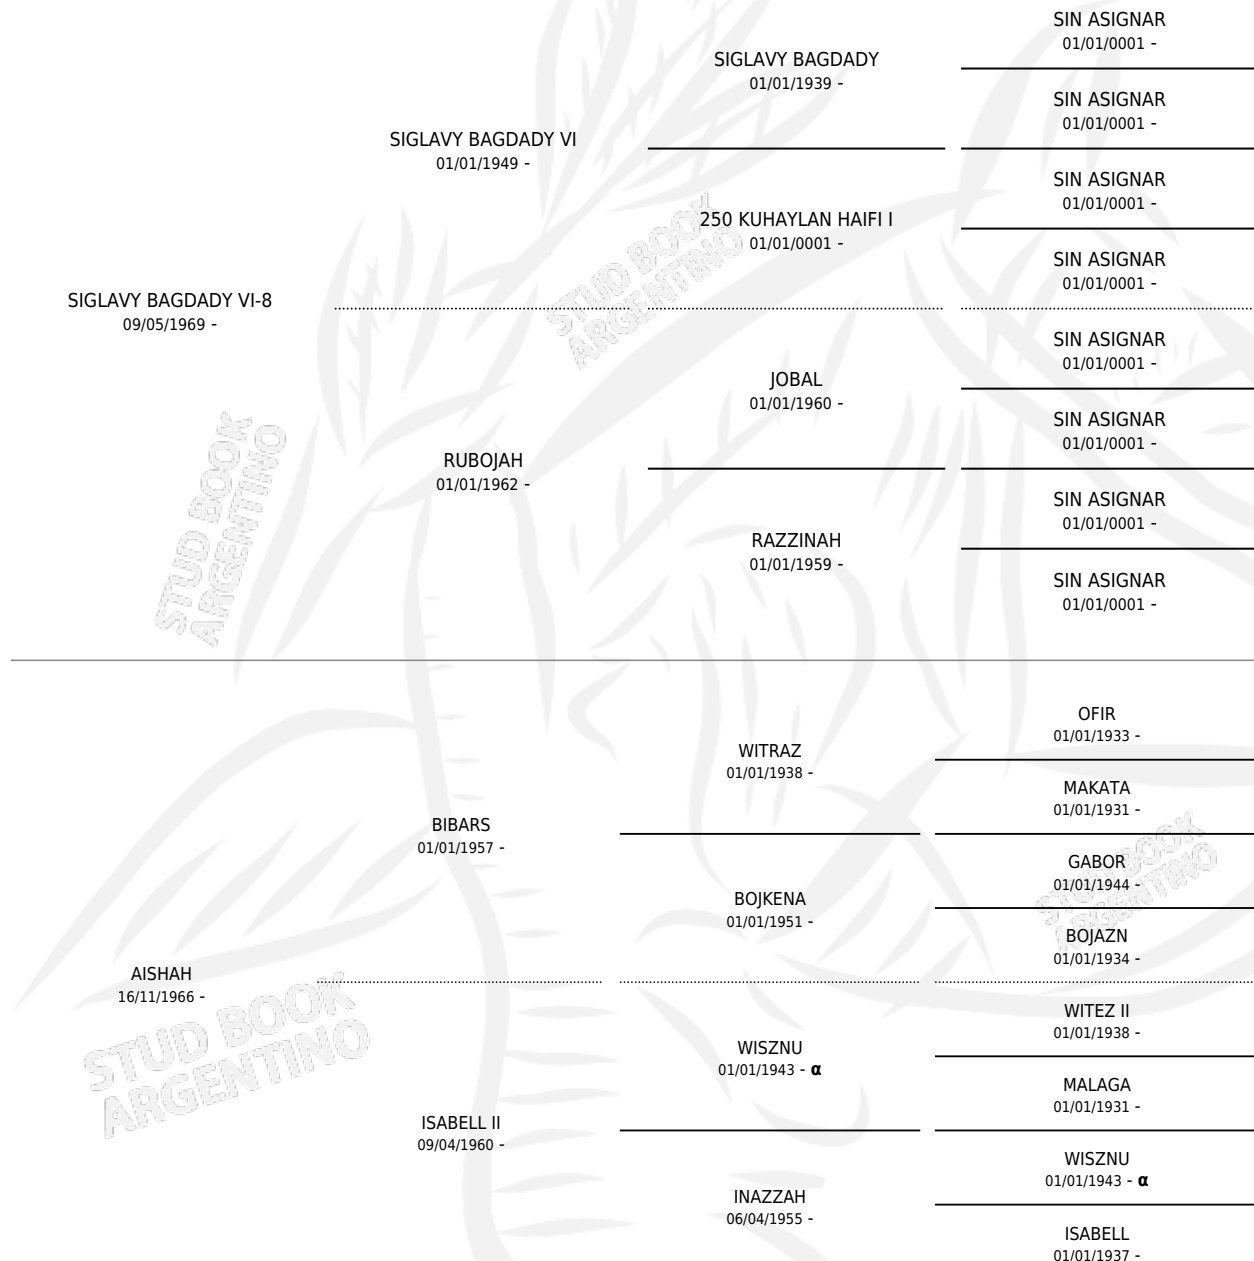 SIN ASIGNAR
01/01/0001 -
SIGLAVY BAGDADY
01/01/1939 -
SIN ASIGNAR
01/01/0001 -
SIGLAVY BAGDADY VI
01/01/1949 -
SIN ASIGNAR
01/01/0001 -
250 KUHAYLAN HAIFI I
01/01/0001 -
SIN ASIGNAR
01/01/0001 -
SIGLAVY BAGDADY VI-8
09/05/1969 -
STUD BOOK
ARGENTINO
SIN ASIGNAR
01/01/0001 -
JOBAL
01/01/1960 -
SIN ASIGNAR
01/01/0001 -
RUBOJAH
01/01/1962 -
SIN ASIGNAR
01/01/0001 -
RAZZINAH
01/01/1959 -
SIN ASIGNAR
01/01/0001 -
STUD BOOK
ARGENTINO
OFIR
01/01/1933 -
WITRAZ
01/01/1938 -
MAKATA
01/01/1931 -
BIBARS
01/01/1957 -
GABOR
01/01/1944 -
BOJKENA
01/01/1951 -
STUD BOOK
ARGENTINO
BOJAZN
01/01/1934 -
AISHAH
16/11/1966 -
STUD BOOK
ARGENTINO
WITEZ II
01/01/1938 -
WISZNU
01/01/1943 - α
MALAGA
01/01/1931 -
ISABELL II
09/04/1960 -
WISZNU
01/01/1943 - α
INAZZAH
06/04/1955 -
ISABELL
01/01/1937 -